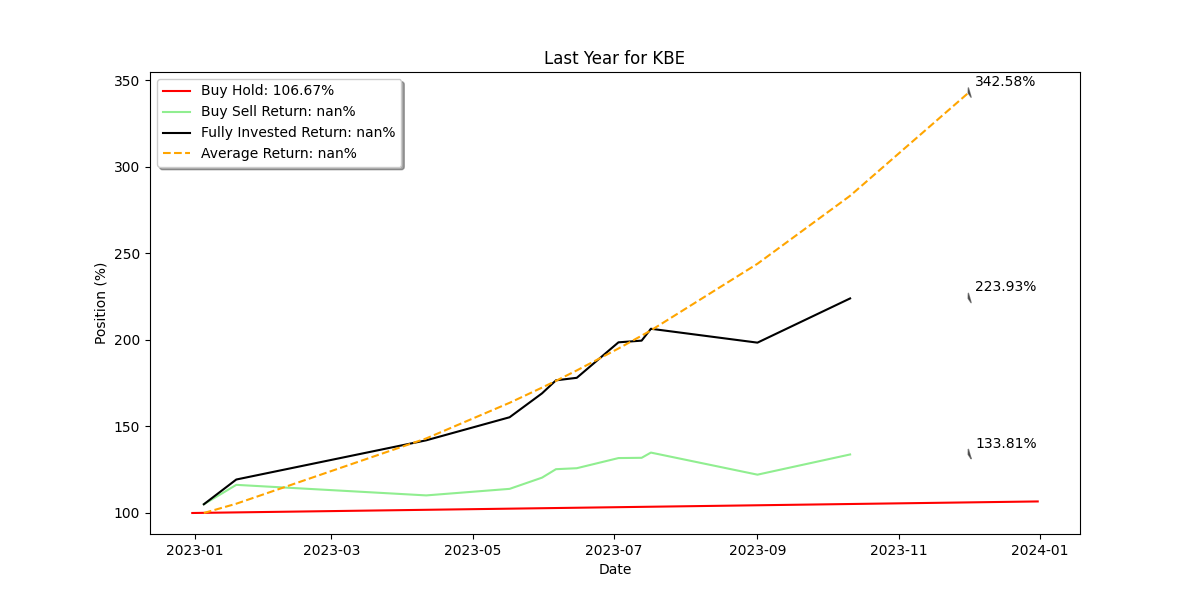 Last Year for KBE
Buy Hold: 106.67%
Buy Sell Return: nan%
Fully Invested Return: nan%
Average Return: nan%
342.58%
223.93%
133.81%
350
300
250
200
150
100
Position (%)
2023-01 2023-03 2023-05 2023-07 2023-09 2023-11 2024-01
Date